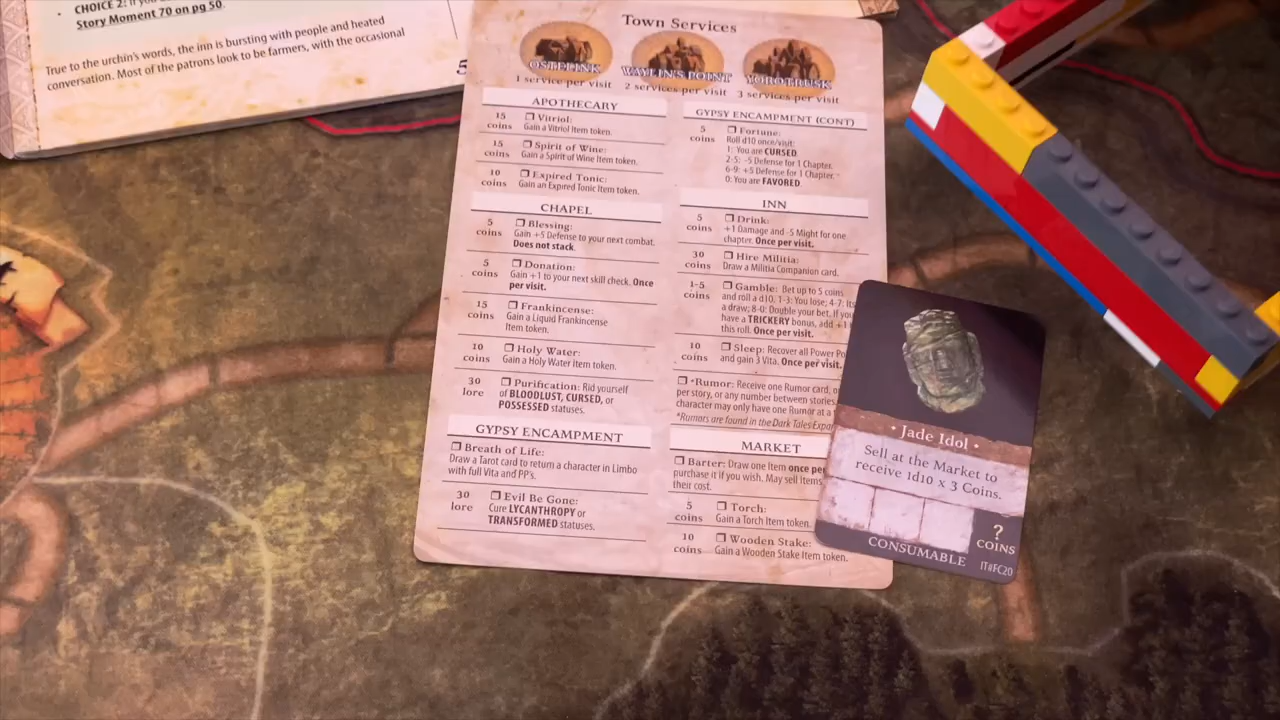 CHOICE 2: If you
Story Moment 70 on pg 50.
True to the urchin's words, the inn is bursting with people and heated
conversation. Most of the patrons look to be farmers, with the occasional
5
Town Services
OSTELINK WAYLIN'S POINT YOROTRUSK
1 service per visit 2 services per visit 3 services per visit
APOTHECARY
15 coins Vitriol:
Gain a Vitriol Item token.
15 coins Spirit of Wine:
Gain a Spirit of Wine Item token.
10 coins Expired Tonic:
Gain an Expired Tonic Item token.
CHAPEL
5 coins Blessing:
Gain +5 Defense to your next combat.
Does not stack.
5 coins Donation:
Gain +1 to your next skill check. Once
per visit.
15 coins Frankincense:
Gain a Liquid Frankincense
Item token.
10 coins Holy Water:
Gain a Holy Water Item token.
30 lore Purification: Rid yourself
of BLOODLUST, CURSED, or
POSSESSED statuses.
GYPSY ENCAMPMENT
Breath of Life:
Draw a Tarot card to return a character in Limbo
with full Vita and PP's.
30 lore Evil Be Gone:
Cure LYCANTHROPY or
TRANSFORMED statuses.
GYPSY ENCAMPMENT (CONT)
5 coins Fortune:
Roll d10 once/visit:
1: You are CURSED.
2-5: -5 Defense for 1 Chapter.
6-9: +5 Defense for 1 Chapter.
0: You are FAVORED.
INN
5 coins Drink:
+1 Damage and -5 Might for one
chapter. Once per visit.
30 coins Hire Militia:
Draw a Militia Companion card.
1-5 coins Gamble: Bet up to 5 coins
and roll a d10. 1-3: You lose; 4-7: Its
a draw; 8-0: Double your bet. If you
have a TRICKERY bonus, add +1
this roll. Once per visit.
10 coins Sleep: Recover all Power Po
and gain 3 Vita. Once per visit.
*Rumor: Receive one Rumor card, o
per story, or any number between stories.
character may only have one Rumor at a
*Rumors are found in the Dark Tales Expa
MARKET
Barter: Draw one Item once per
purchase it if you wish. May sell Items
their cost.
5 coins Torch:
Gain a Torch Item token.
10 coins Wooden Stake:
Gain a Wooden Stake Item token.
• Jade Idol •
Sell at the Market to
receive 1d10 x 3 Coins.
? COINS
CONSUMABLE
IT#FC20